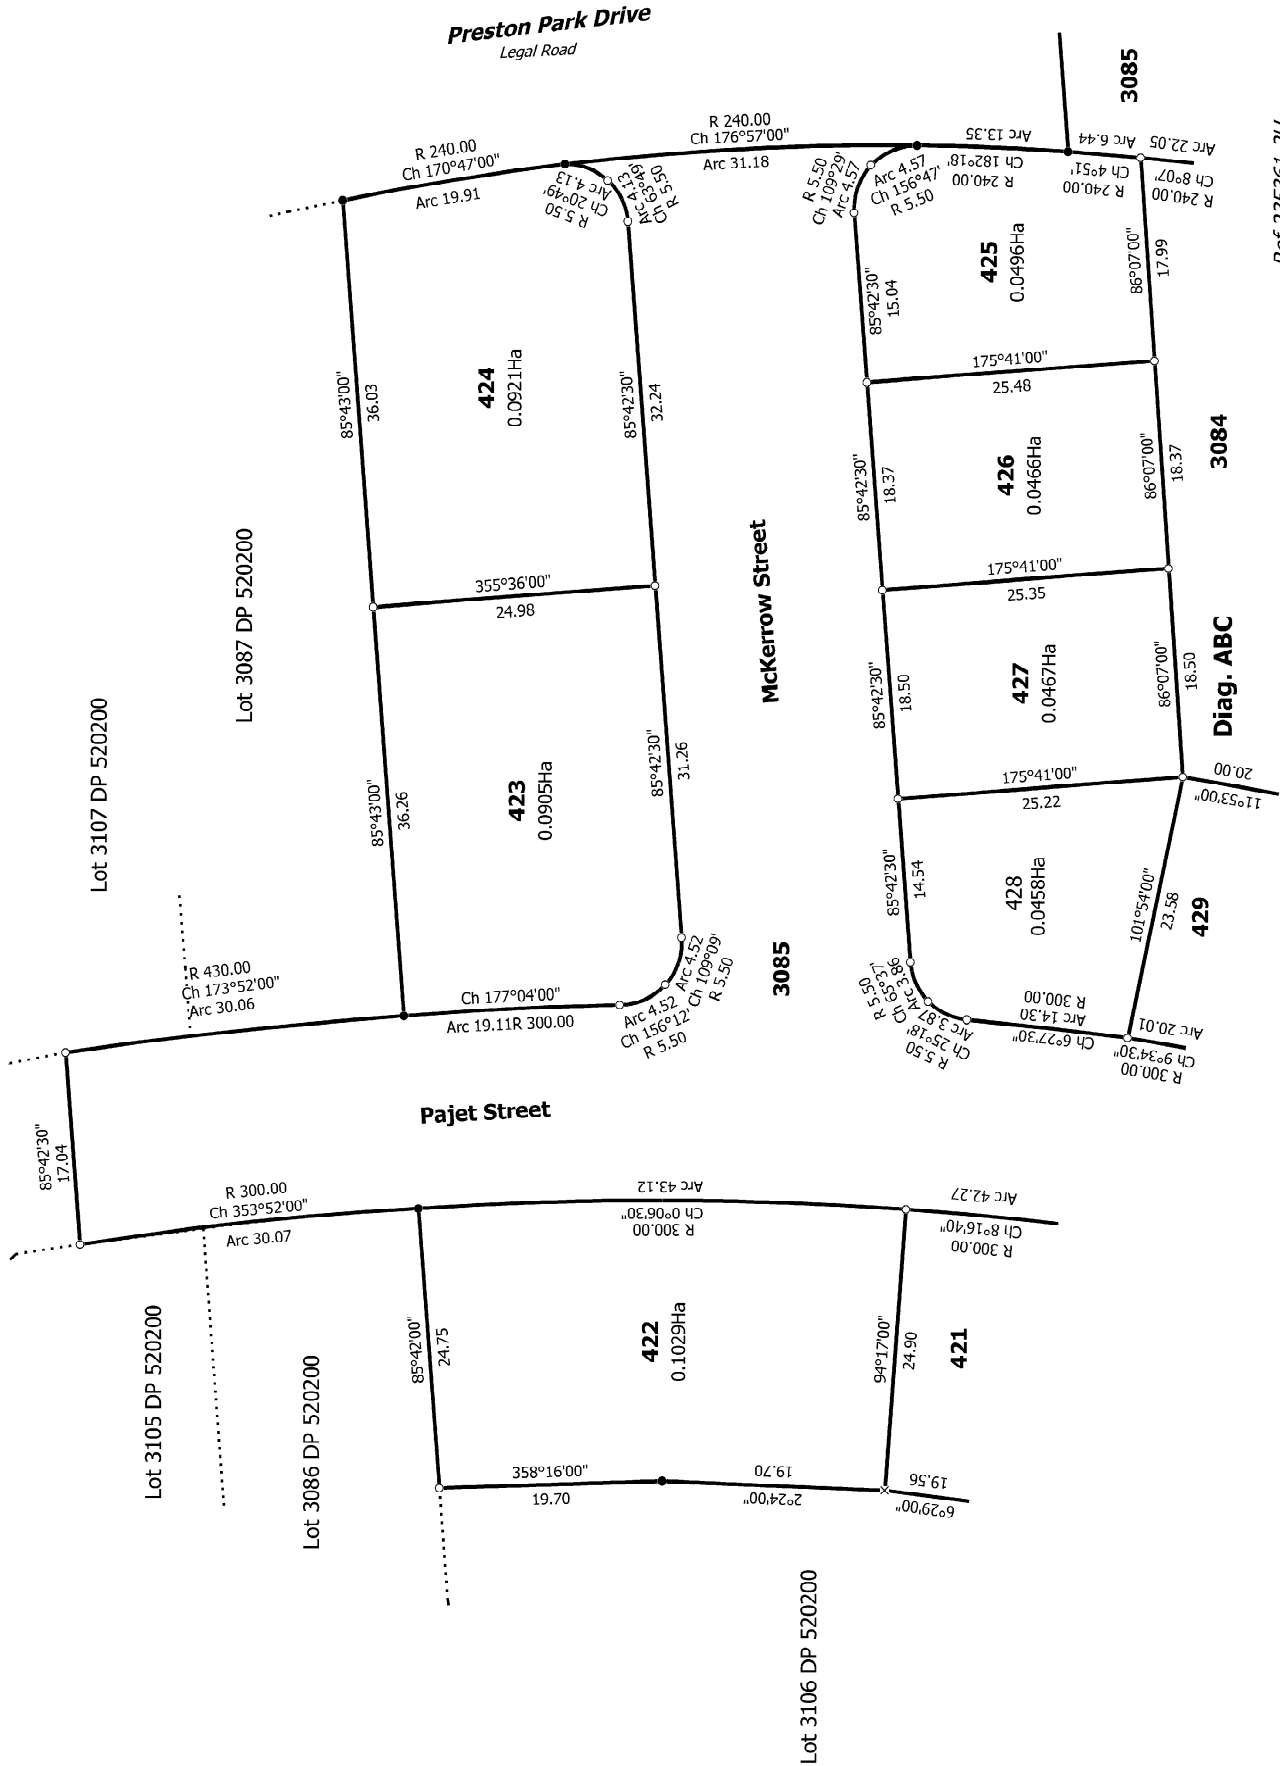 Preston Park Drive
Legal Road
R 240.00
Ch 170°47'00"
Arc 19.91
R 240.00
Ch 176°57'00"
Arc 31.18
Arc 4.13
Ch 20°49'
R 5.50
Arc 4.13
Ch 63°49'
R 5.50
R 5.50
Ch 109°29'
Arc 4.57
Arc 4.57
Ch 156°47'
R 5.50
Arc 13.35
Ch 182°18'
R 240.00
3085
Arc 6.44
Ch 4°51'
R 240.00
Arc 22.05
Ch 8°07'
R 240.00
85°43'00"
36.03
424
0.0921Ha
85°42'30"
32.24
85°42'30"
15.04
425
0.0496Ha
86°07'00"
17.99
175°41'00"
25.48
85°42'30"
18.37
426
0.0466Ha
86°07'00"
18.37
3084
355°36'00"
24.98
175°41'00"
25.35
Lot 3087 DP 520200
Lot 3107 DP 520200
McKerrow Street
85°42'30"
18.50
427
0.0467Ha
86°07'00"
18.50
Diag. ABC
85°43'00"
36.26
423
0.0905Ha
85°42'30"
31.26
175°41'00"
25.22
20.00
11°53'00"
85°42'30"
14.54
428
0.0458Ha
101°54'00"
23.58
429
R 430.00
Ch 173°52'00"
Arc 30.06
Ch 177°04'00"
Arc 19.11R 300.00
Arc 4.52
Ch 156°12'
R 5.50
Arc 4.52
Ch 109°09'
R 5.50
3085
R 5.50
Ch 65°37'
Arc 3.86
Arc 3.87
Ch 25°18'
R 5.50
R 300.00
Arc 14.30
Ch 6°27'30"
Arc 20.01
Ch 9°34'30"
R 300.00
Pajet Street
85°42'30"
17.04
R 300.00
Ch 353°52'00"
Arc 30.07
Arc 43.12
Ch 0°06'30"
R 300.00
Arc 42.27
Ch 8°16'40"
R 300.00
Lot 3105 DP 520200
Lot 3086 DP 520200
85°42'00"
24.75
422
0.1029Ha
94°17'00"
24.90
421
358°16'00"
19.70
19.70
2°24'00"
19.56
6°29'00"
Lot 3106 DP 520200